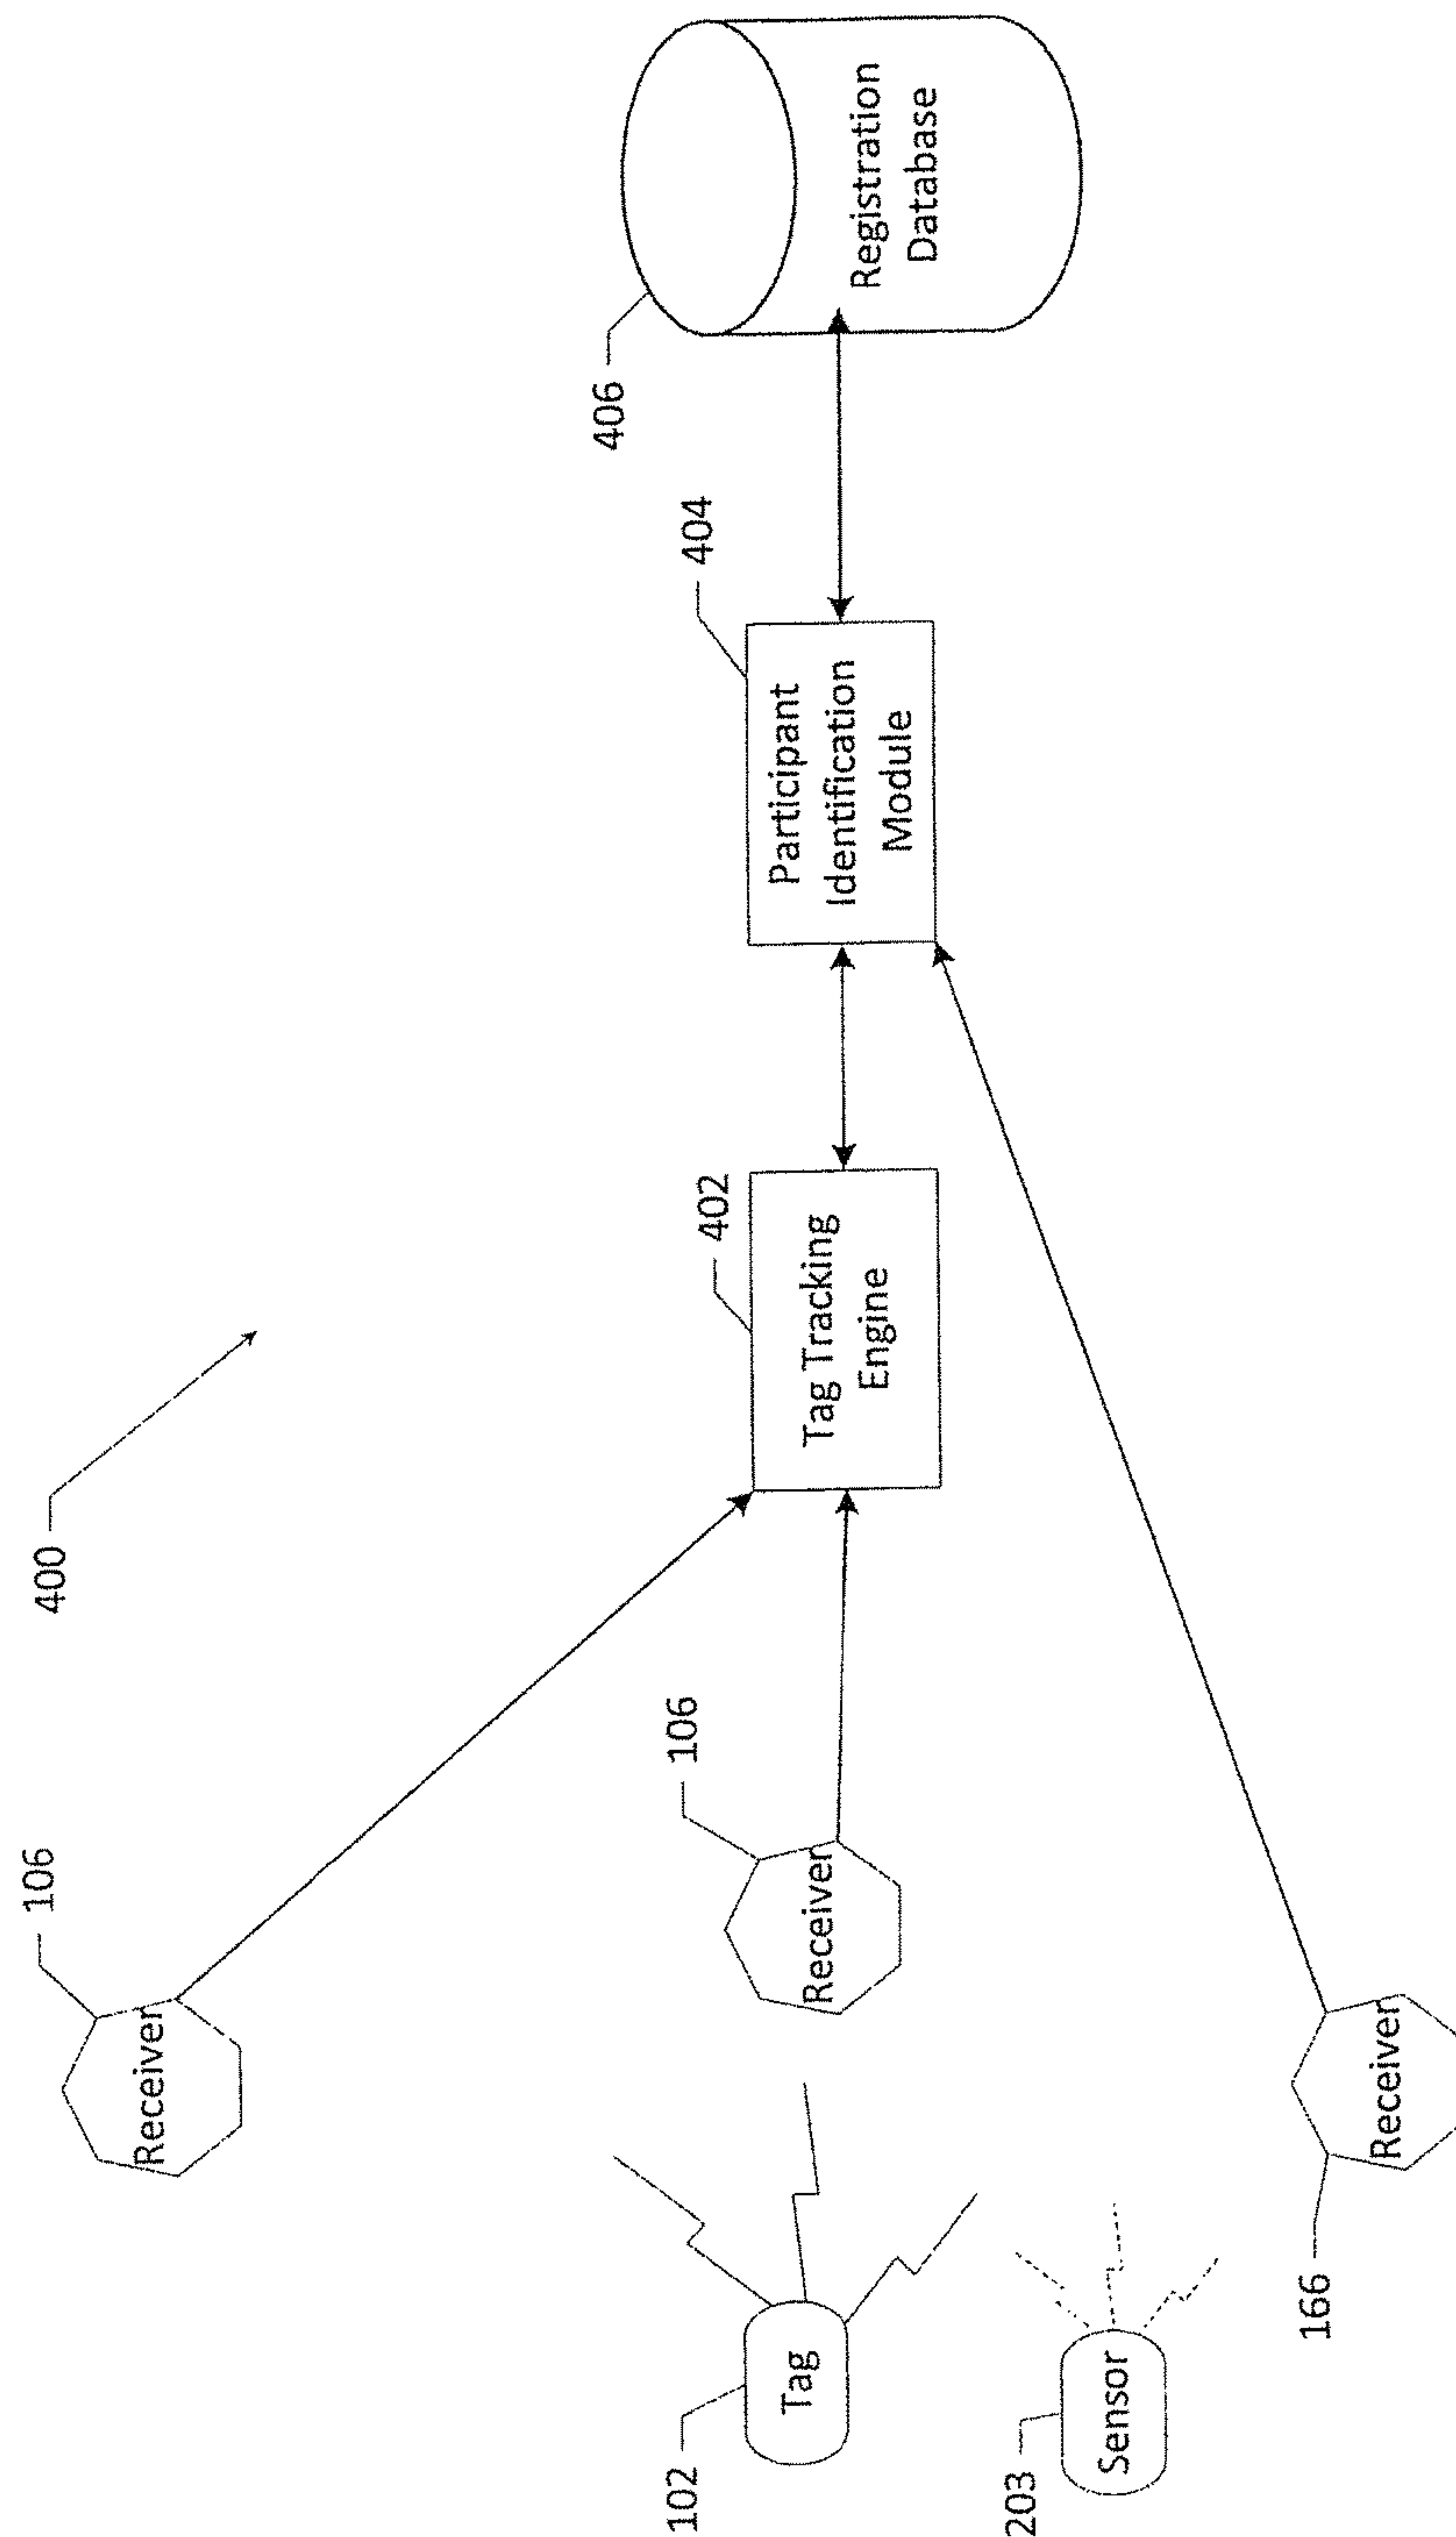 400
106
Receiver
406
Registration
Database
404
Participant
Identification
Module
402
Tag Tracking
Engine
106
Receiver
102
Tag
203
Sensor
166
Receiver